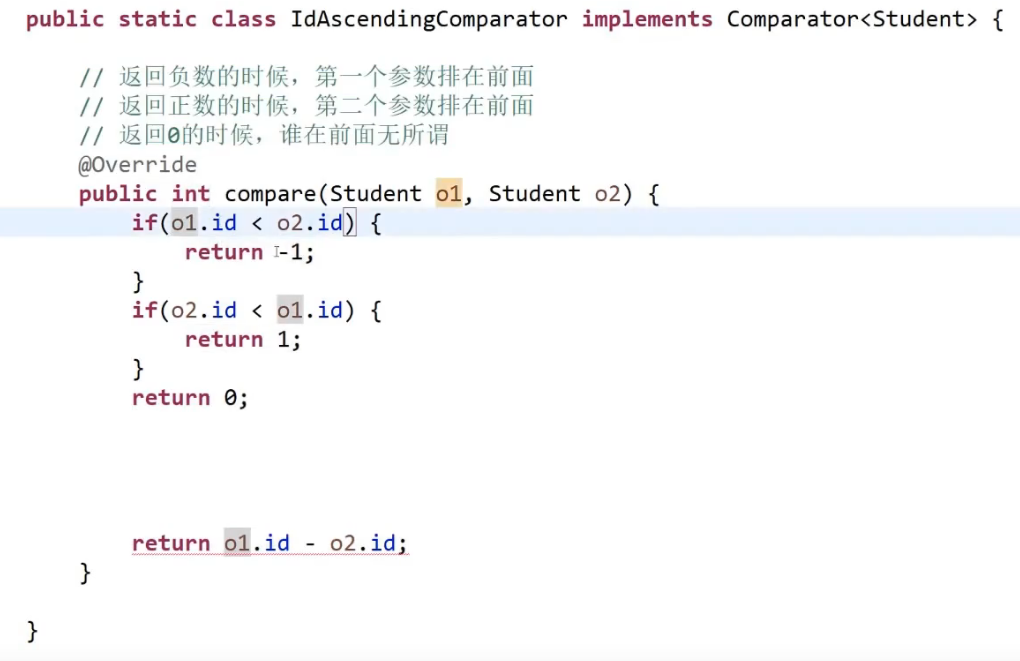 public static class IdAscendingComparator implements Comparator<Student> {
// 返回负数的时候，第一个参数排在前面
// 返回正数的时候，第二个参数排在前面
// 返回0的时候，谁在前面无所谓
@Override
public int compare(Student o1, Student o2) {
if(o1.id < o2.id) {
return -1;
}
if(o2.id < o1.id) {
return 1;
}
return 0;
return o1.id - o2.id;
}
}